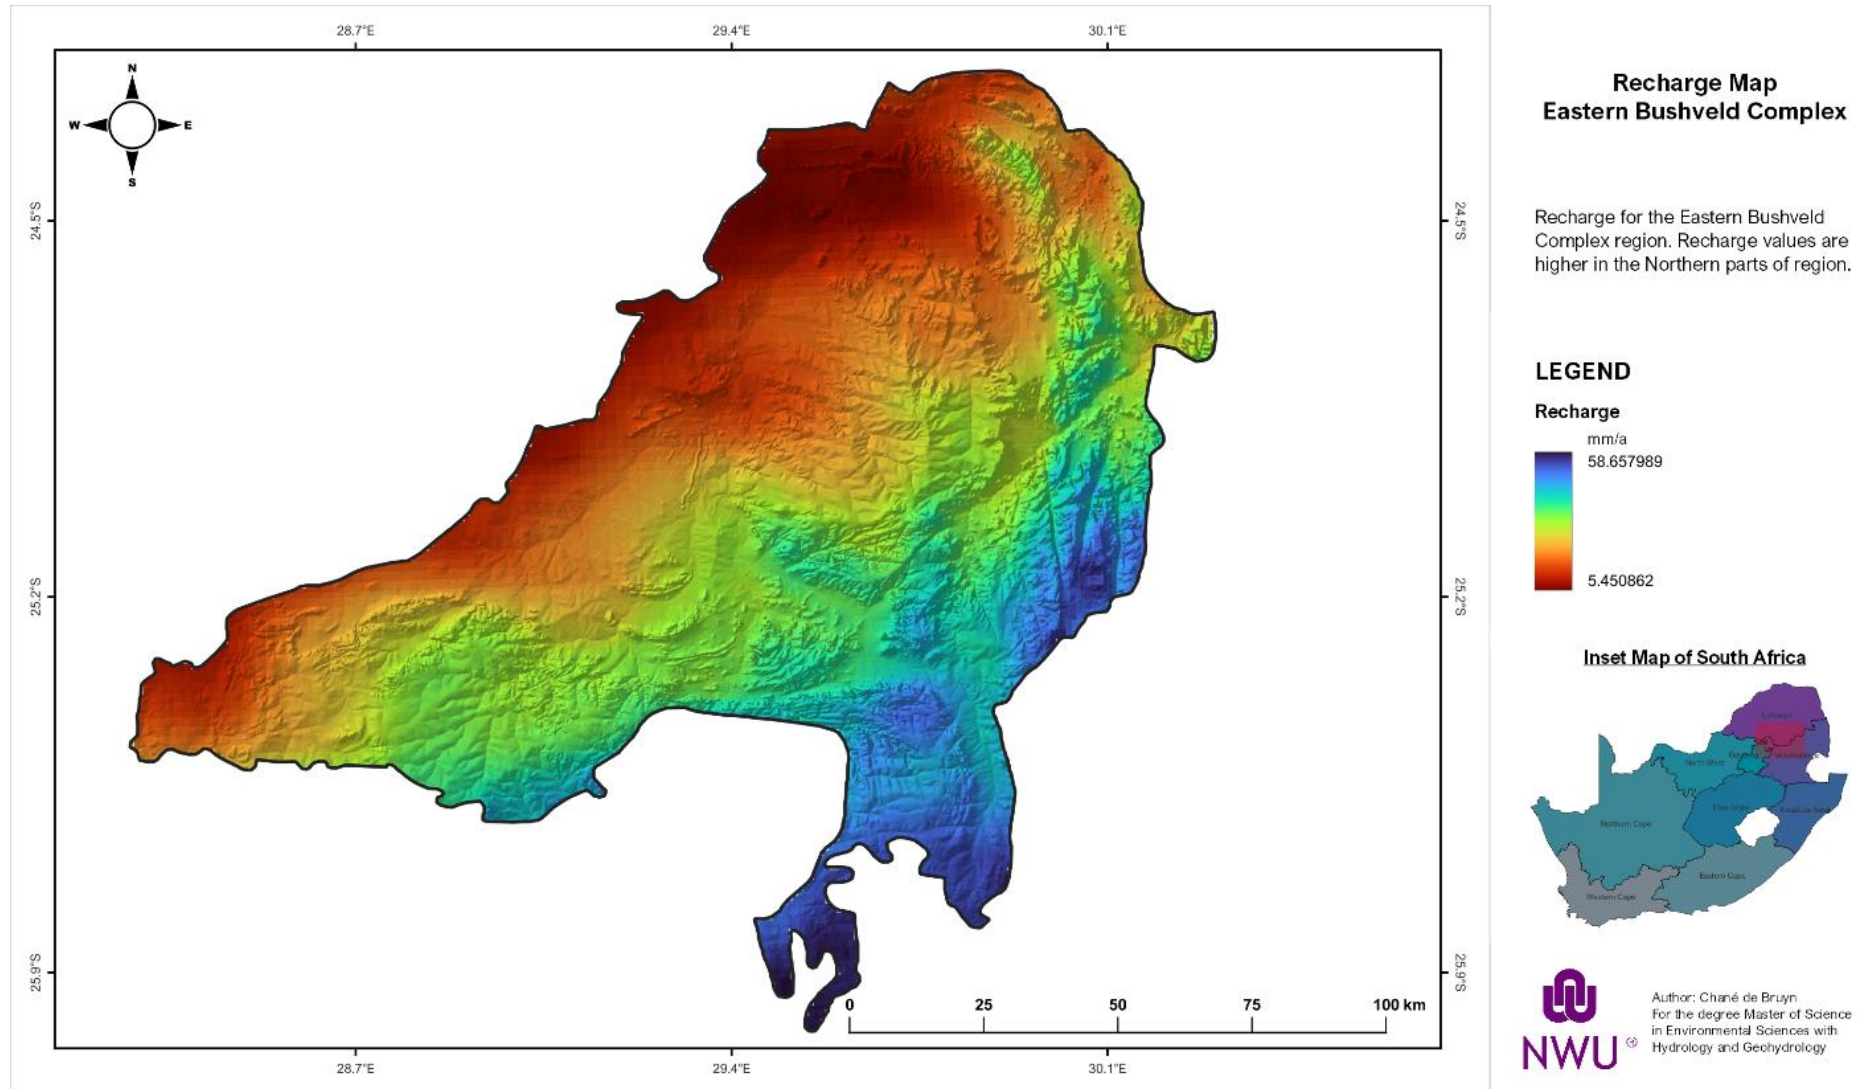 28.7°E
29.4°E
30.1°E
N
W
E
S
24.5°S
24.5°S
25.2°S
25.2°S
25.9°S
25.9°S
0
25
50
75
100 km
28.7°E
29.4°E
30.1°E
Recharge Map
Eastern Bushveld Complex
Recharge for the Eastern Bushveld
Complex region. Recharge values are
higher in the Northern parts of region.
LEGEND
Recharge
mm/a
58.657989
5.450862
Inset Map of South Africa
Limpopo
North West
Free State
Northern Cape
Eastern Cape
Western Cape
NWU ®
Author: Chané de Bruyn
For the degree Master of Science
in Environmental Sciences with
Hydrology and Geohydrology